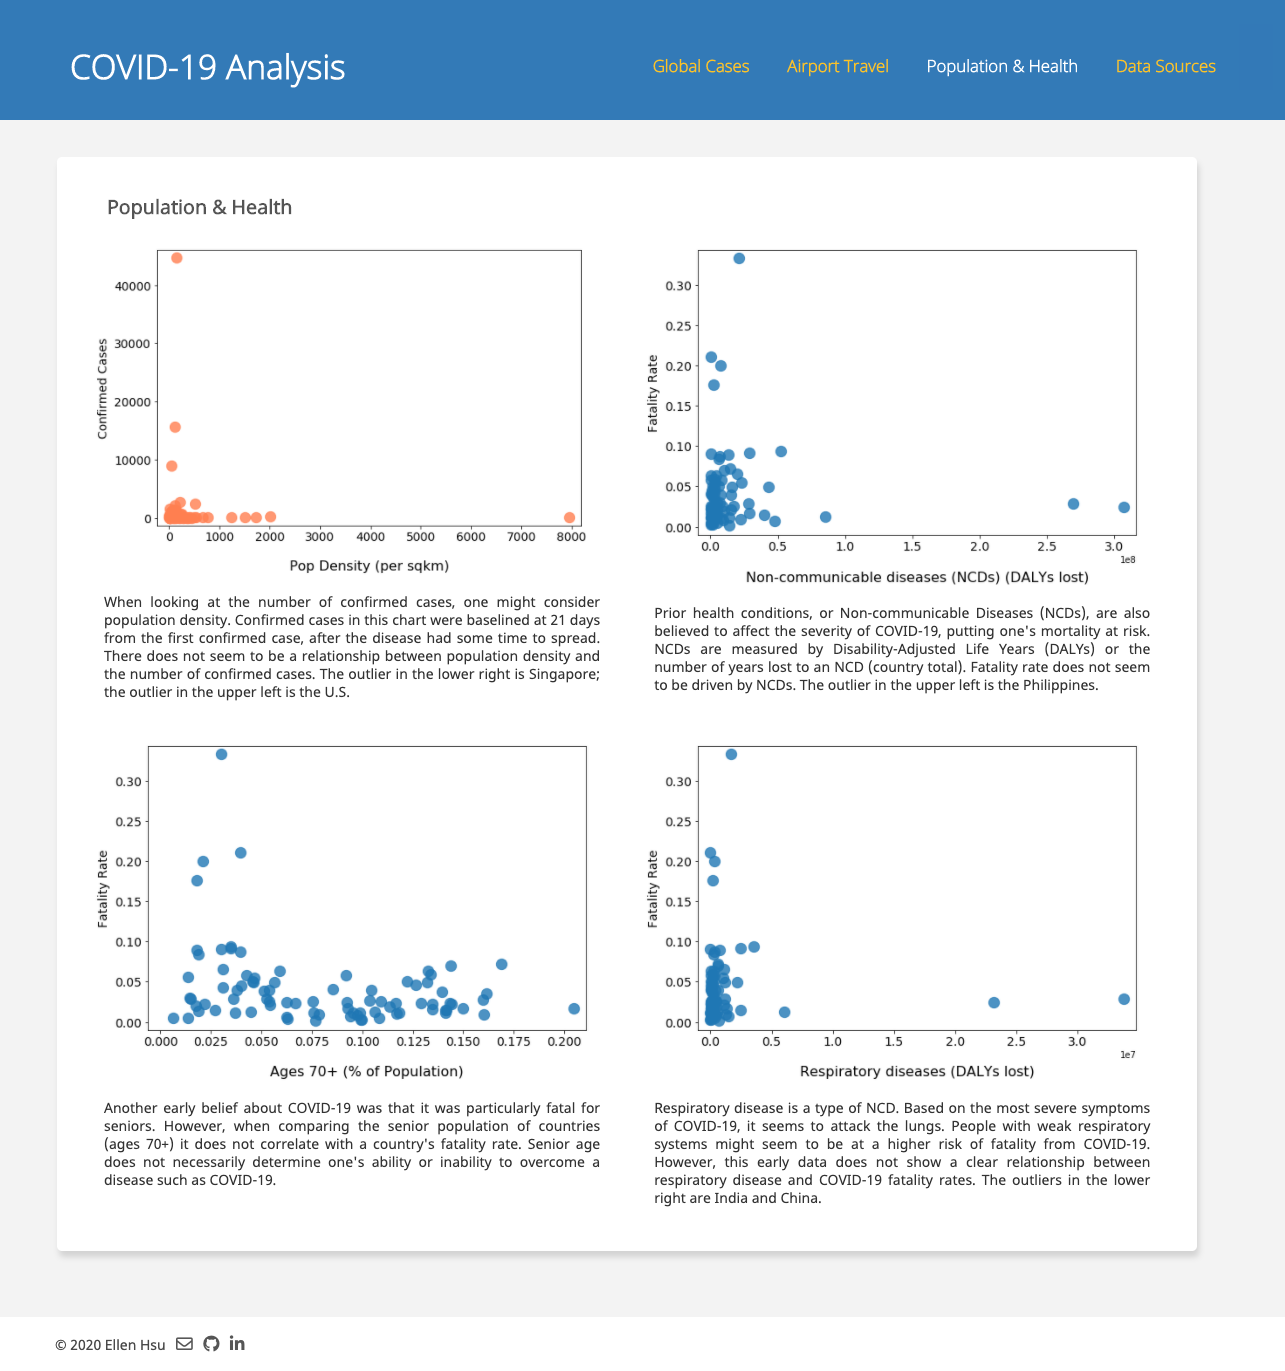 COVID-19 Analysis
Global Cases
Airport Travel
Population & Health
Data Sources
Population & Health
40000
30000
20000
10000
0
Confirmed Cases
0 1000 2000 3000 4000 5000 6000 7000 8000
Pop Density (per sqkm)
When looking at the number of confirmed cases, one might consider
population density. Confirmed cases in this chart were baselined at 21 days
from the first confirmed case, after the disease had some time to spread.
There does not seem to be a relationship between population density and
the number of confirmed cases. The outlier in the lower right is Singapore;
the outlier in the upper left is the U.S.
0.30
0.25
0.20
0.15
0.10
0.05
0.00
Fatality Rate
0.0 0.5 1.0 1.5 2.0 2.5 3.0
1e8
Non-communicable diseases (NCDs) (DALYs lost)
Prior health conditions, or Non-communicable Diseases (NCDs), are also
believed to affect the severity of COVID-19, putting one's mortality at risk.
NCDs are measured by Disability-Adjusted Life Years (DALYs) or the
number of years lost to an NCD (country total). Fatality rate does not seem
to be driven by NCDs. The outlier in the upper left is the Philippines.
0.30
0.25
0.20
0.15
0.10
0.05
0.00
Fatality Rate
0.000 0.025 0.050 0.075 0.100 0.125 0.150 0.175 0.200
Ages 70+ (% of Population)
Another early belief about COVID-19 was that it was particularly fatal for
seniors. However, when comparing the senior population of countries
(ages 70+) it does not correlate with a country's fatality rate. Senior age
does not necessarily determine one's ability or inability to overcome a
disease such as COVID-19.
0.30
0.25
0.20
0.15
0.10
0.05
0.00
Fatality Rate
0.0 0.5 1.0 1.5 2.0 2.5 3.0
1e7
Respiratory diseases (DALYs lost)
Respiratory disease is a type of NCD. Based on the most severe symptoms
of COVID-19, it seems to attack the lungs. People with weak respiratory
systems might seem to be at a higher risk of fatality from COVID-19.
However, this early data does not show a clear relationship between
respiratory disease and COVID-19 fatality rates. The outliers in the lower
right are India and China.
© 2020 Ellen Hsu